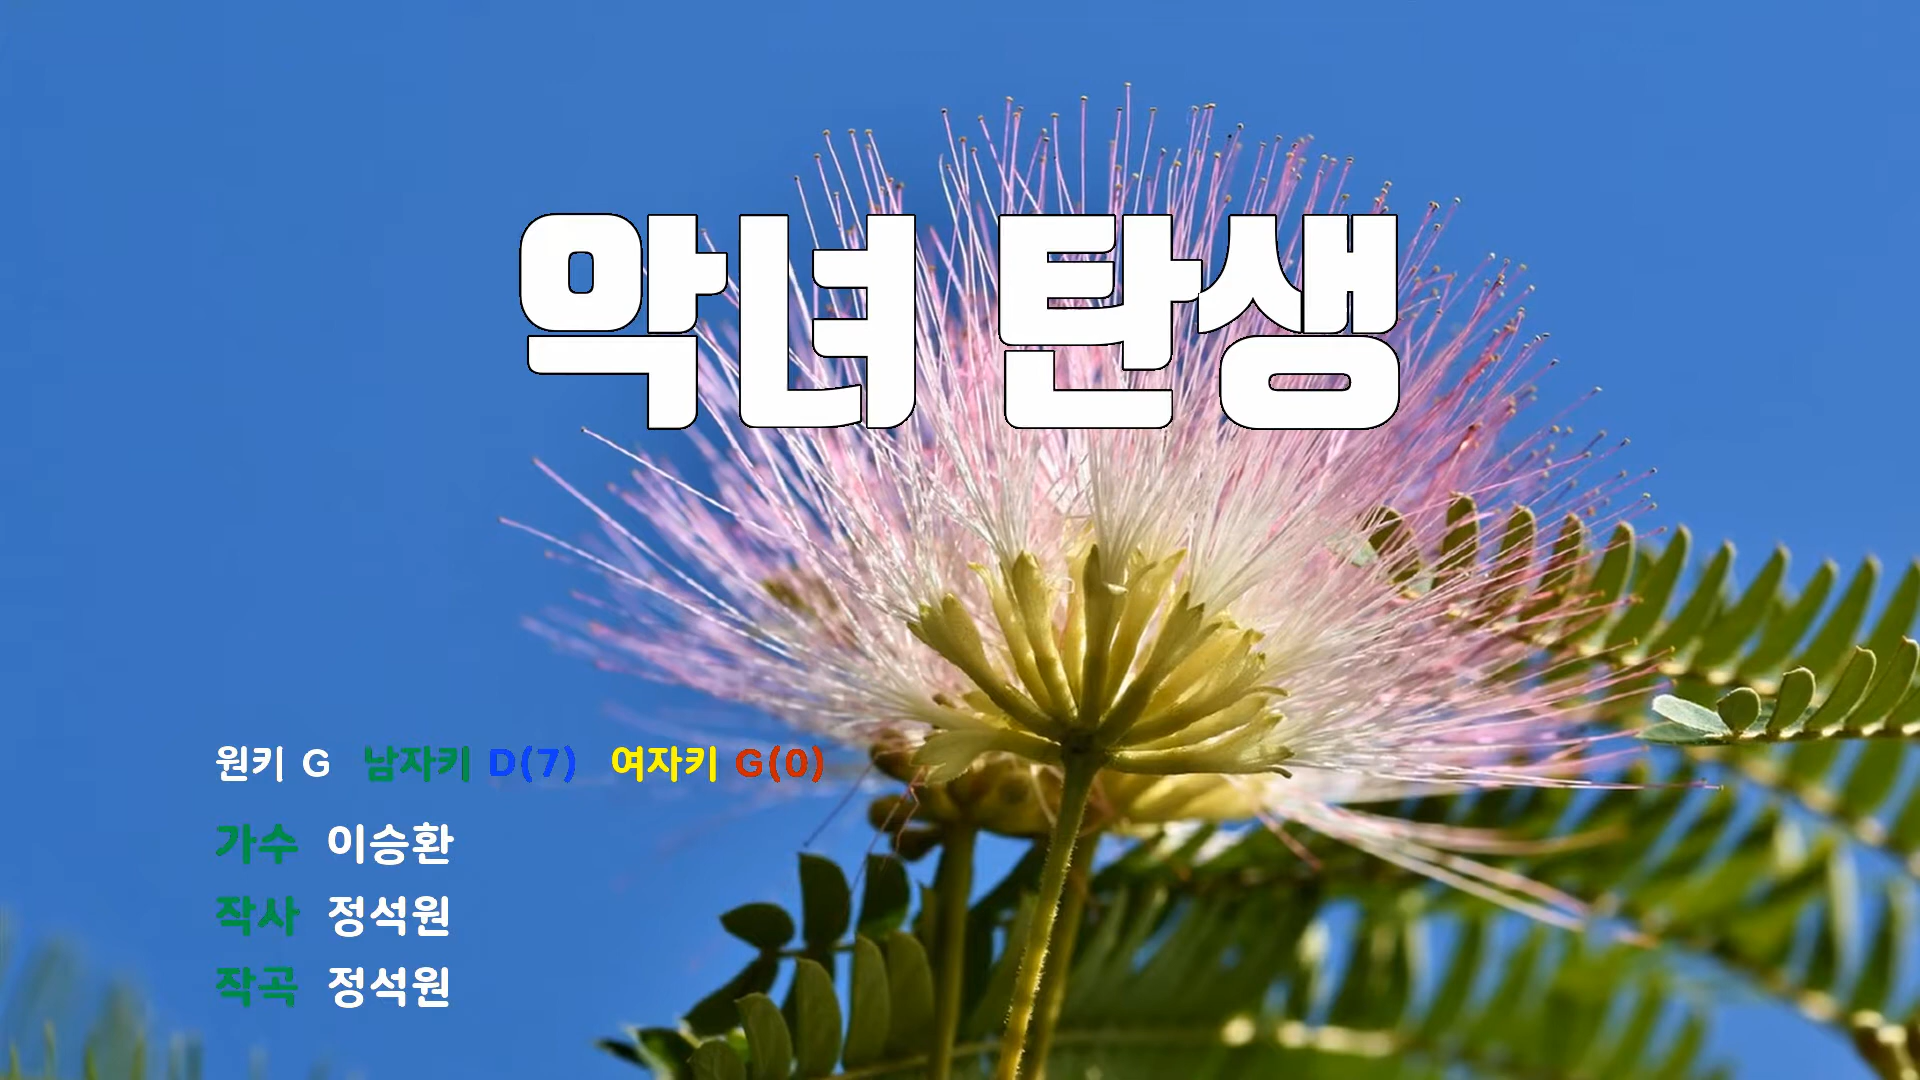 악녀 탄생
원키 G 남자키 D(7) 여자키 G(0)
가수 이승환
작사 정석원
작곡 정석원